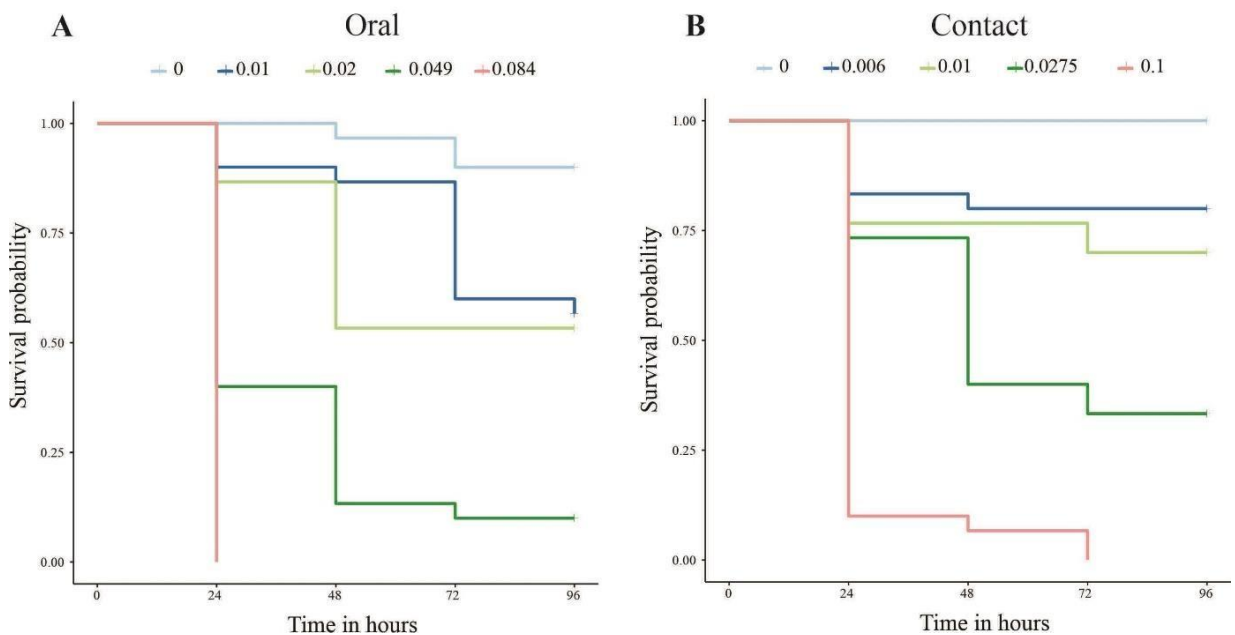 A Oral
0 0.01 0.02 0.049 0.084
1.00
0.75
0.50
0.25
0.00
Survival probability
0 24 48 72 96
Time in hours
B Contact
0 0.006 0.01 0.0275 0.1
1.00
0.75
0.50
0.25
0.00
Survival probability
0 24 48 72 96
Time in hours